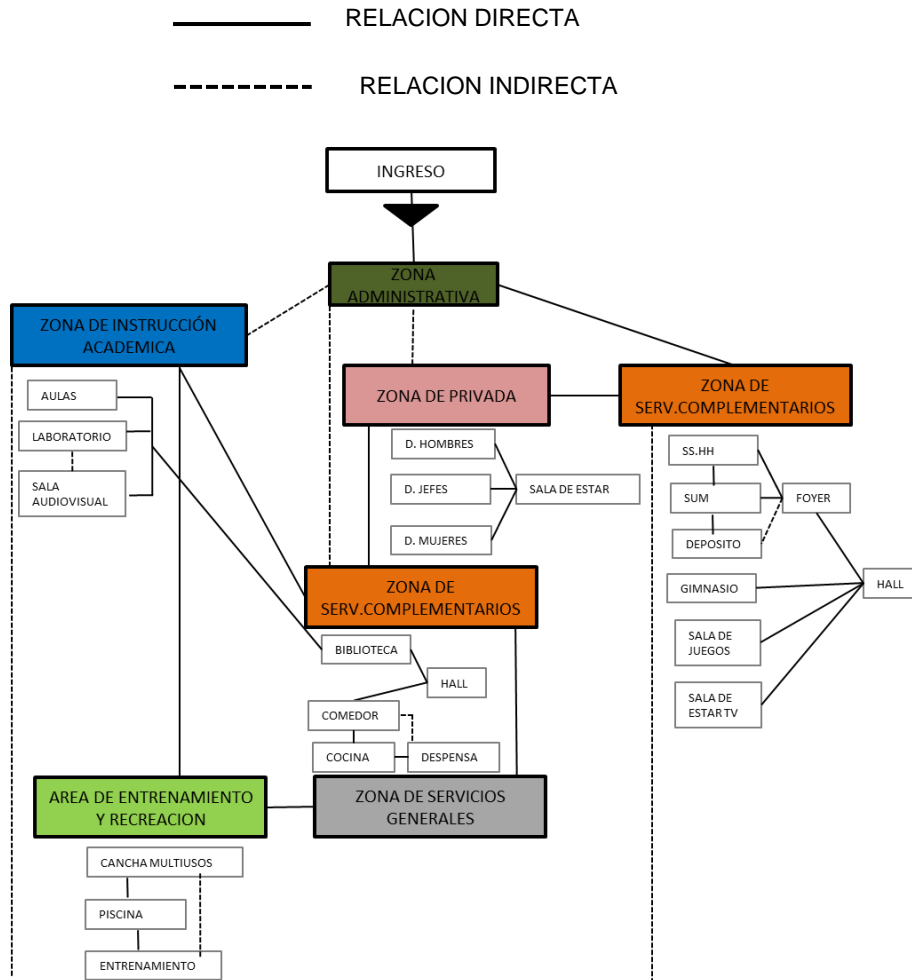 RELACION DIRECTA
RELACION INDIRECTA
INGRESO
ZONA
ADMINISTRATIVA
ZONA DE INSTRUCCIÓN
ACADEMICA
ZONA DE PRIVADA
ZONA DE
SERV.COMPLEMENTARIOS
AULAS
LABORATORIO
SALA
AUDIOVISUAL
D. HOMBRES
D. JEFES
D. MUJERES
SALA DE ESTAR
SS.HH
SUM
DEPOSITO
FOYER
GIMNASIO
HALL
SALA DE
JUEGOS
SALA DE
ESTAR TV
ZONA DE
SERV.COMPLEMENTARIOS
BIBLIOTECA
HALL
COMEDOR
COCINA
DESPENSA
AREA DE ENTRENAMIENTO
Y RECREACION
ZONA DE SERVICIOS
GENERALES
CANCHA MULTIUSOS
PISCINA
ENTRENAMIENTO